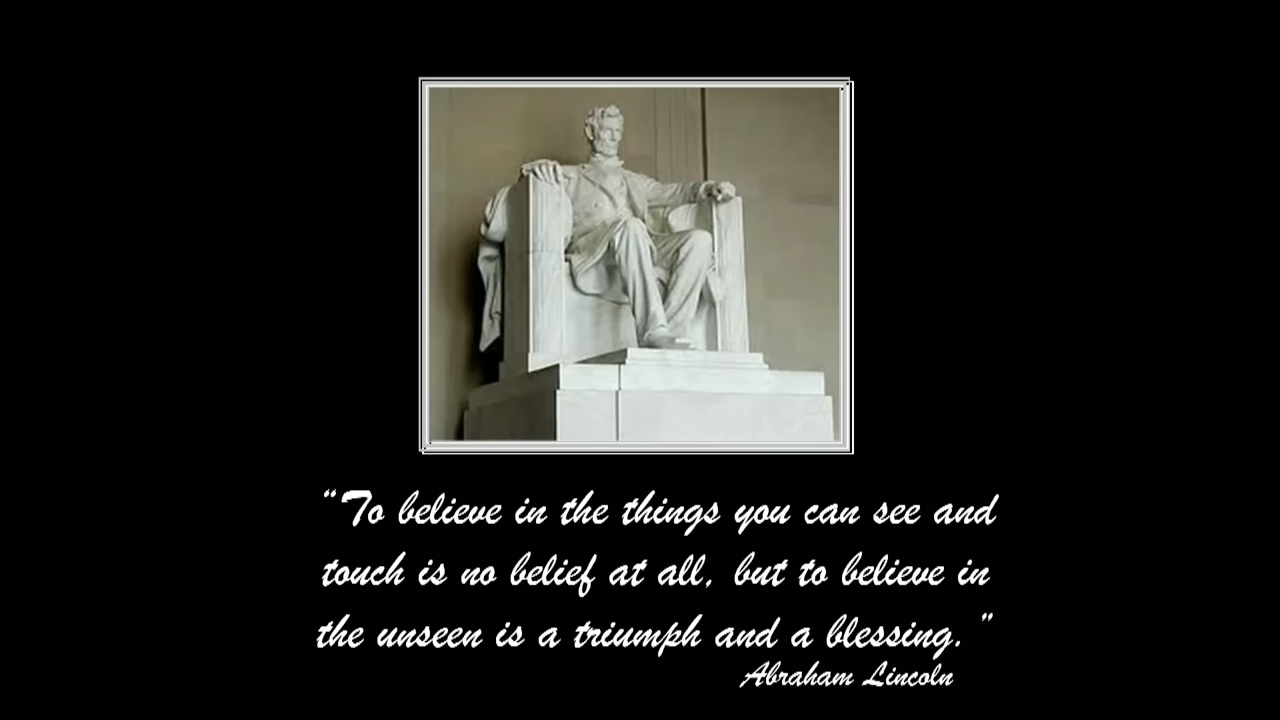 “To believe in the things you can see and
touch is no belief at all, but to believe in
the unseen is a triumph and a blessing.”
Abraham Lincoln